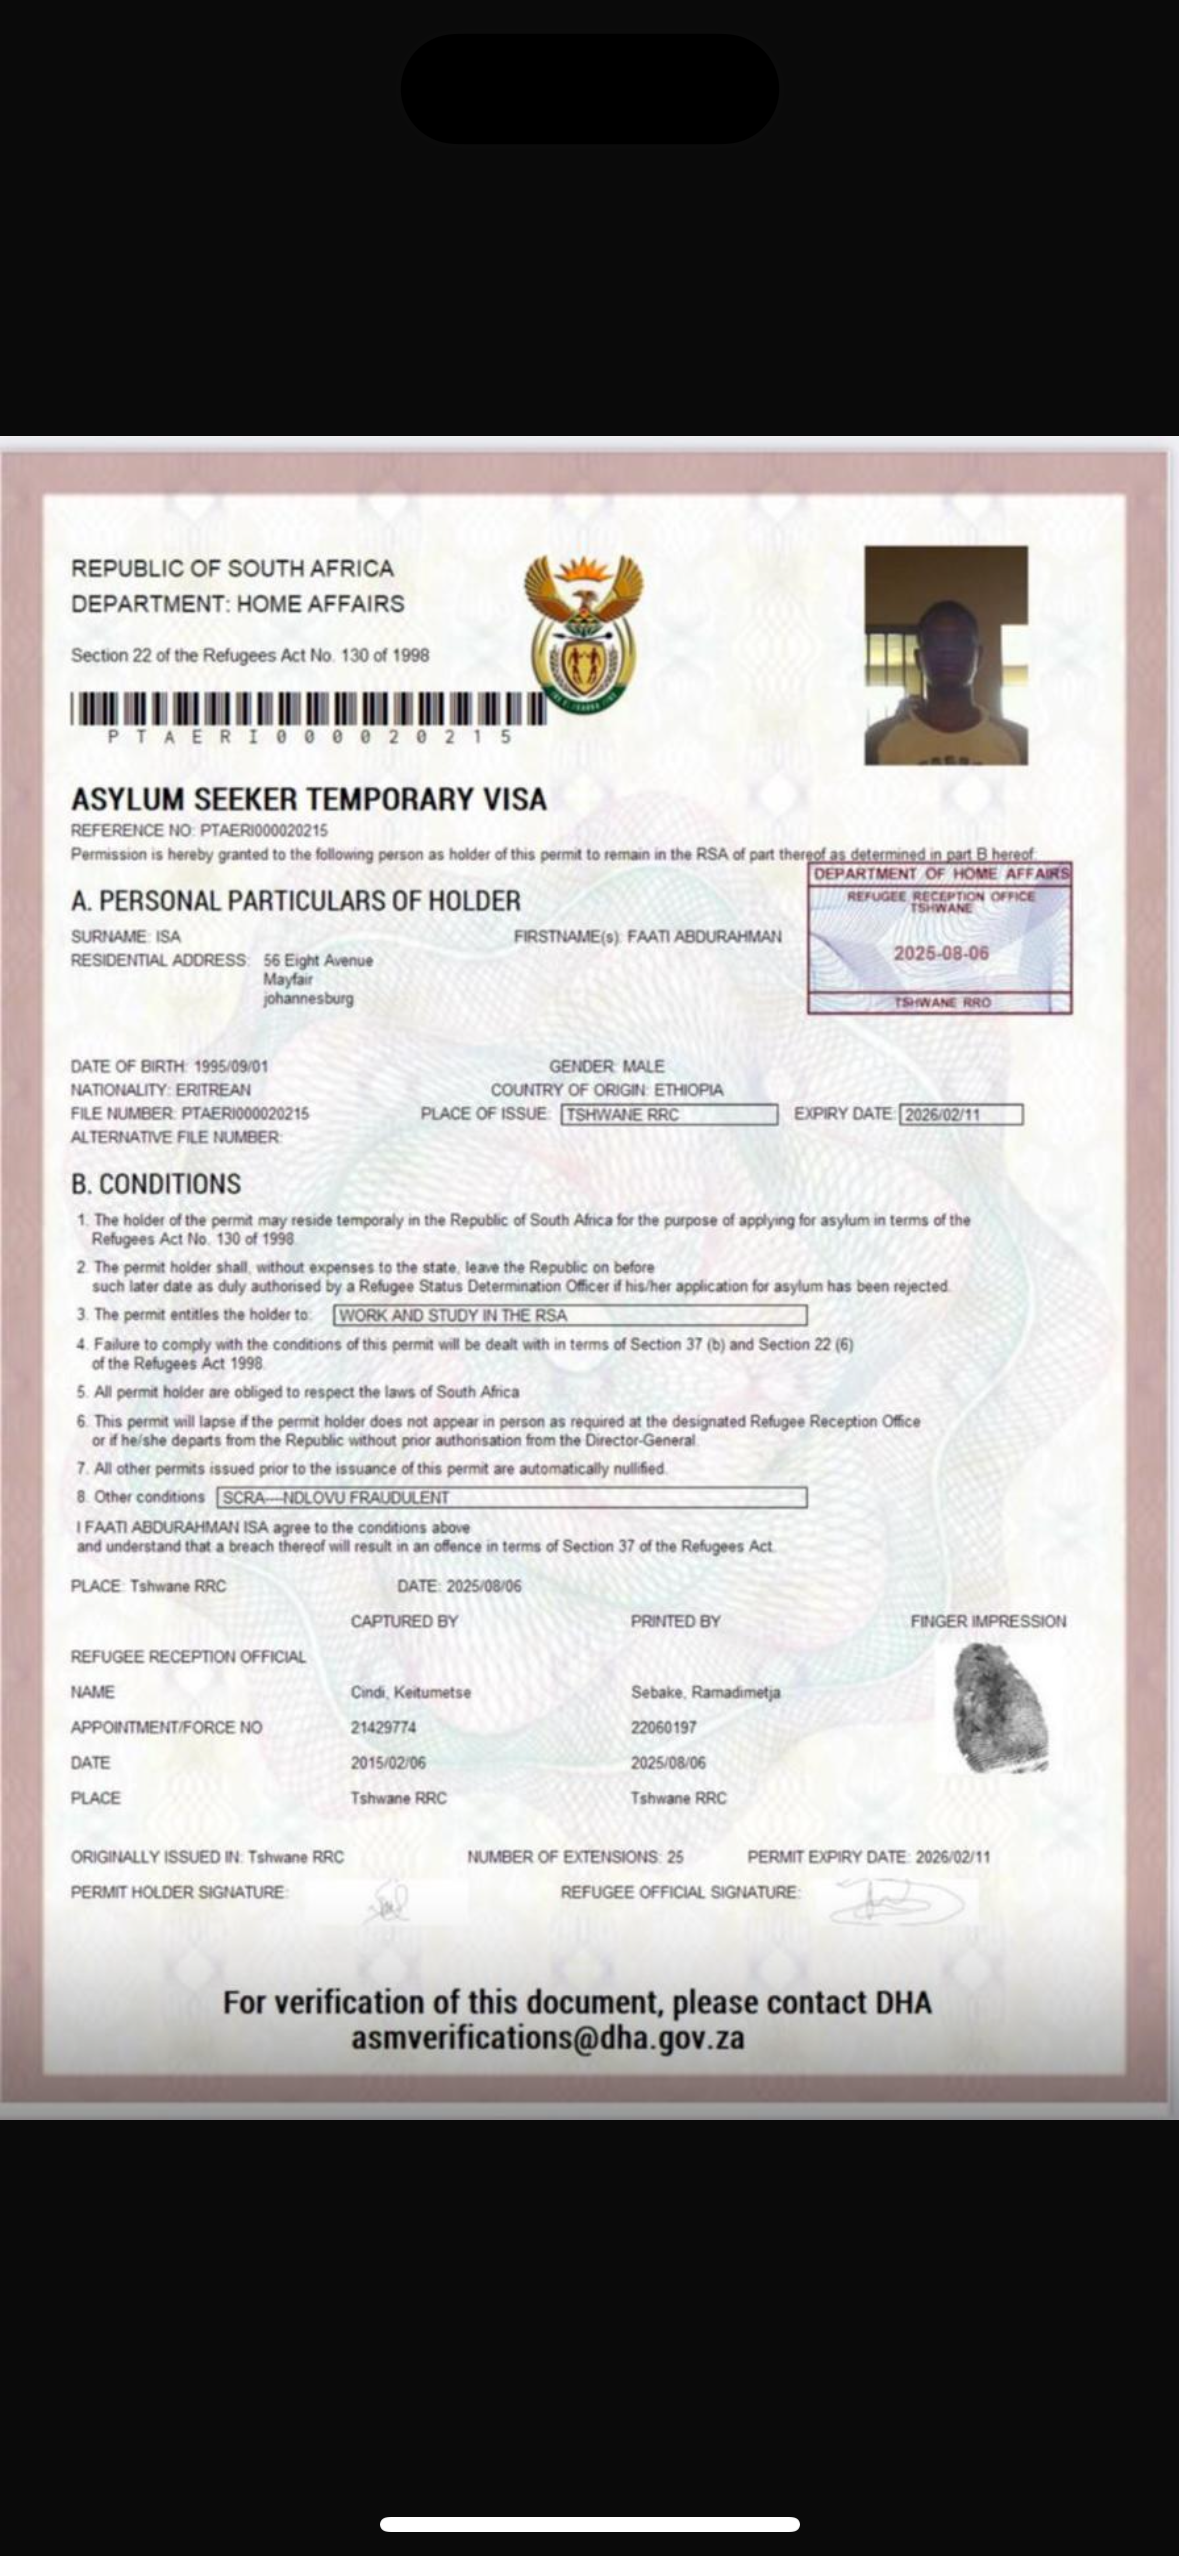 REPUBLIC OF SOUTH AFRICA
DEPARTMENT: HOME AFFAIRS
Section 22 of the Refugees Act No. 130 of 1998
PTAERI000020215
ASYLUM SEEKER TEMPORARY VISA
REFERENCE NO: PTAERI000020215
Permission is hereby granted to the following person as holder of this permit to remain in the RSA of part thereof as determined in part B hereof:
DEPARTMENT OF HOME AFFAIRS
REFUGEE RECEPTION OFFICE
TSHWANE
2025-08-06
TSHWANE RRO
A. PERSONAL PARTICULARS OF HOLDER
SURNAME: ISA FIRSTNAME(s): FAATI ABDURAHMAN
RESIDENTIAL ADDRESS: 56 Eight Avenue
Mayfair
johannesburg
DATE OF BIRTH: 1995/09/01 GENDER: MALE
NATIONALITY: ERITREAN COUNTRY OF ORIGIN: ETHIOPIA
FILE NUMBER: PTAERI000020215 PLACE OF ISSUE: TSHWANE RRC EXPIRY DATE: 2026/02/11
ALTERNATIVE FILE NUMBER:
B. CONDITIONS
1. The holder of the permit may reside temporaly in the Republic of South Africa for the purpose of applying for asylum in terms of the
Refugees Act No. 130 of 1998.
2. The permit holder shall, without expenses to the state, leave the Republic on before
such later date as duly authorised by a Refugee Status Determination Officer if his/her application for asylum has been rejected.
3. The permit entitles the holder to: WORK AND STUDY IN THE RSA
4. Failure to comply with the conditions of this permit will be dealt with in terms of Section 37 (b) and Section 22 (6)
of the Refugees Act 1998.
5. All permit holder are obliged to respect the laws of South Africa
6. This permit will lapse if the permit holder does not appear in person as required at the designated Refugee Reception Office
or if he/she departs from the Republic without prior authorisation from the Director-General.
7. All other permits issued prior to the issuance of this permit are automatically nullified.
8. Other conditions SCRA---NDLOVU FRAUDULENT
I FAATI ABDURAHMAN ISA agree to the conditions above
and understand that a breach thereof will result in an offence in terms of Section 37 of the Refugees Act.
PLACE: Tshwane RRC DATE: 2025/08/06
CAPTURED BY PRINTED BY FINGER IMPRESSION
REFUGEE RECEPTION OFFICIAL
NAME Cindi, Keitumetse Sebake, Ramadimetja
APPOINTMENT/FORCE NO 21429774 22060197
DATE 2015/02/06 2025/08/06
PLACE Tshwane RRC Tshwane RRC
ORIGINALLY ISSUED IN: Tshwane RRC NUMBER OF EXTENSIONS: 25 PERMIT EXPIRY DATE: 2026/02/11
PERMIT HOLDER SIGNATURE: REFUGEE OFFICIAL SIGNATURE:
For verification of this document, please contact DHA
asmverifications@dha.gov.za